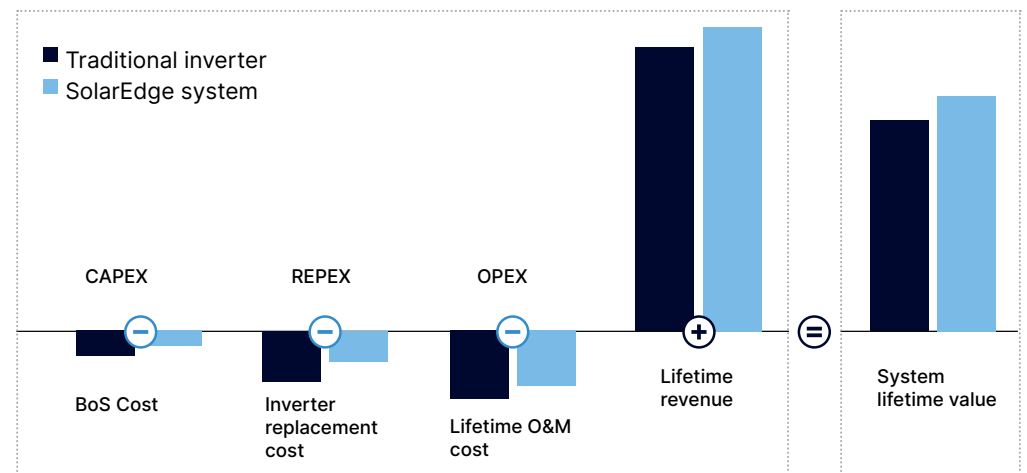 Traditional inverter
SolarEdge system
CAPEX
REPEX
OPEX
−
−
−
+
=
BoS Cost
Inverter
replacement
cost
Lifetime O&M
cost
Lifetime
revenue
System
lifetime value